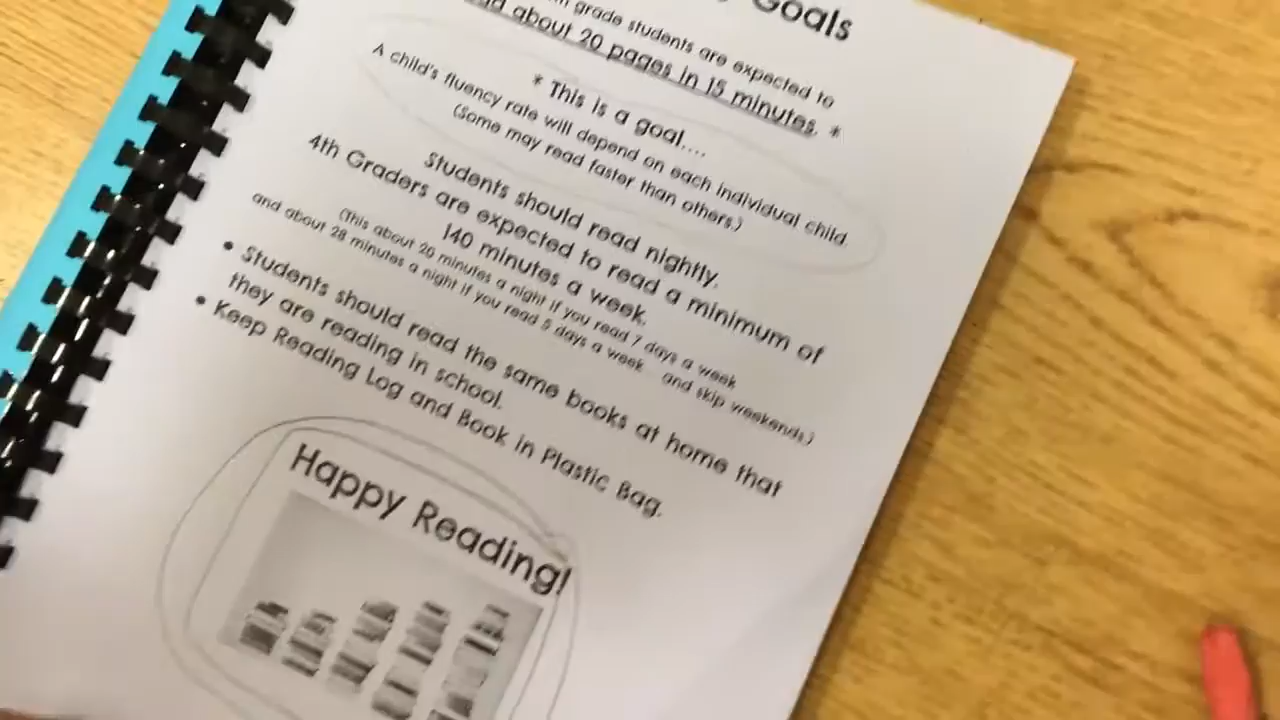 Goals
grade students are expected to
about 20 pages in 15 minutes. *
* This is a goal....
A child's fluency rate will depend on each individual child.
(Some may read faster than others.)
Students should read nightly.
4th Graders are expected to read a minimum of
140 minutes a week.
(This about 20 minutes a night if you read 7 days a week
and about 28 minutes a night if you read 5 days a week and skip weekends.)
• Students should read the same books at home that
they are reading in school.
• Keep Reading Log and Book in Plastic Bag.
Happy Reading!